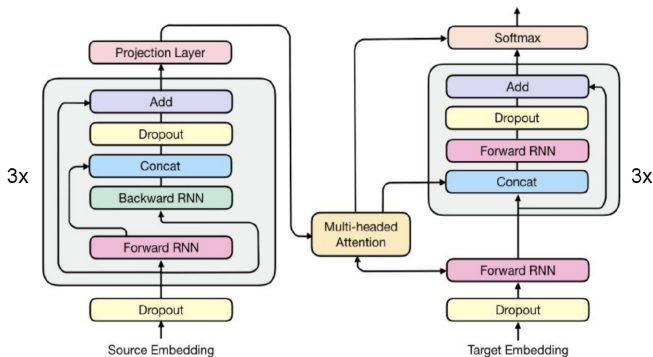 Projection Layer
Add
Dropout
Concat
Backward RNN
Forward RNN
3x
Dropout
Source Embedding
Multi-headed
Attention
Softmax
Add
Dropout
Forward RNN
Concat
3x
Forward RNN
Dropout
Target Embedding